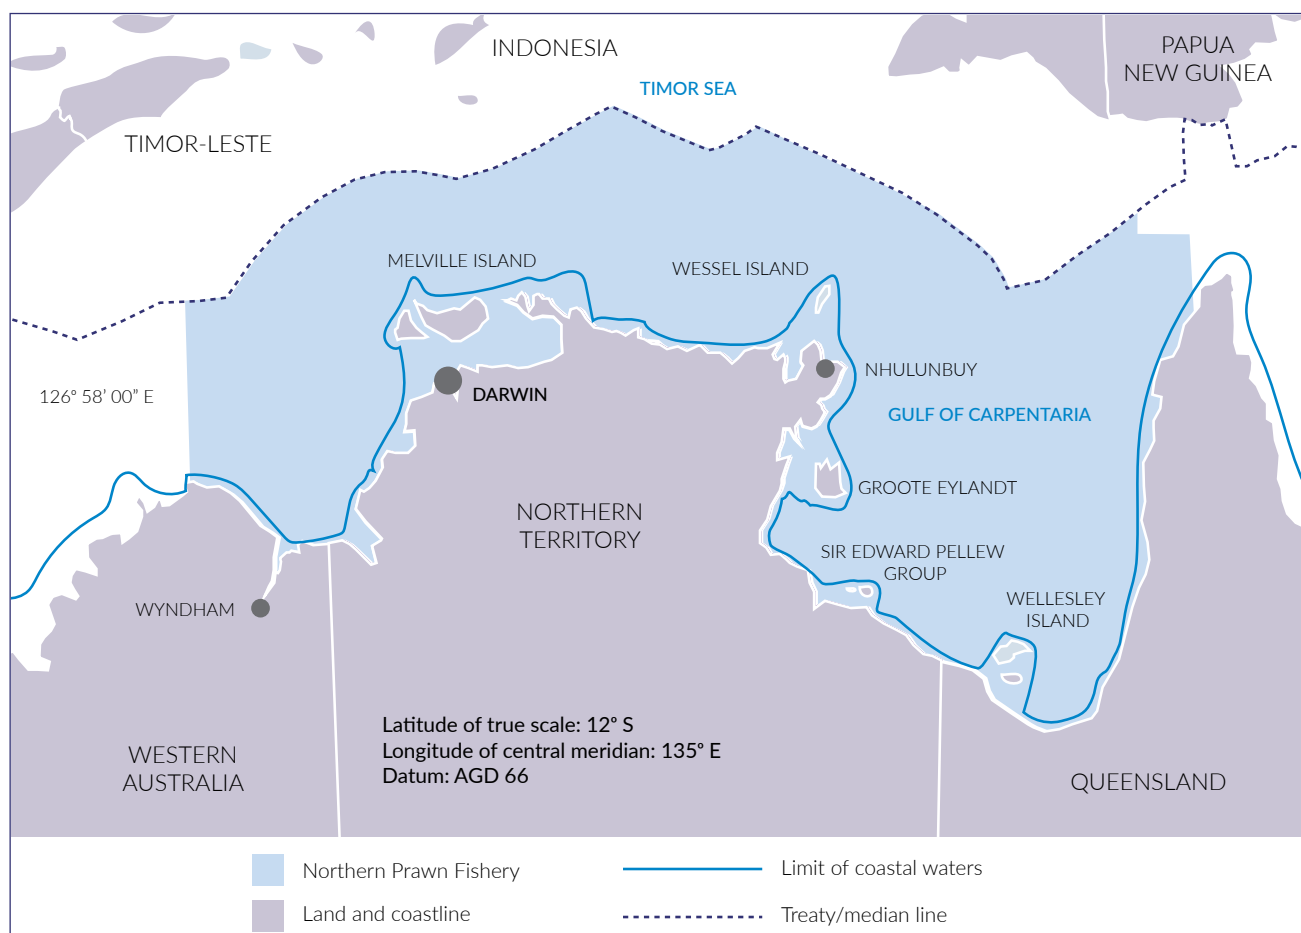 INDONESIA
PAPUA
NEW GUINEA
TIMOR SEA
TIMOR-LESTE
MELVILLE ISLAND
WESSEL ISLAND
126º 58’ 00” E
DARWIN
NHULUNBUY
GULF OF CARPENTARIA
GROOTE EYLANDT
NORTHERN
TERRITORY
SIR EDWARD PELLEW
GROUP
WYNDHAM
WELLESLEY
ISLAND
Latitude of true scale: 12º S
Longitude of central meridian: 135º E
Datum: AGD 66
WESTERN
AUSTRALIA
QUEENSLAND
Northern Prawn Fishery
Limit of coastal waters
Land and coastline
Treaty/median line